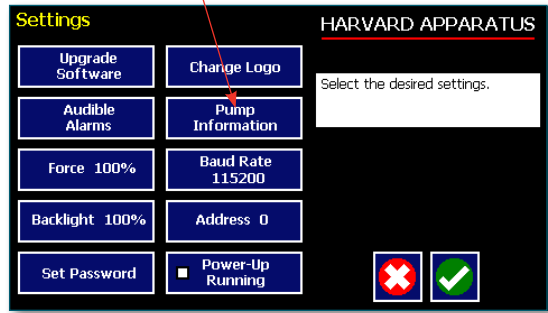 Settings
HARVARD APPARATUS
Upgrade
Software
Change Logo
Select the desired settings.
Audible
Alarms
Pump
Information
Force 100%
Baud Rate
115200
Backlight 100%
Address 0
Set Password
Power-Up
Running